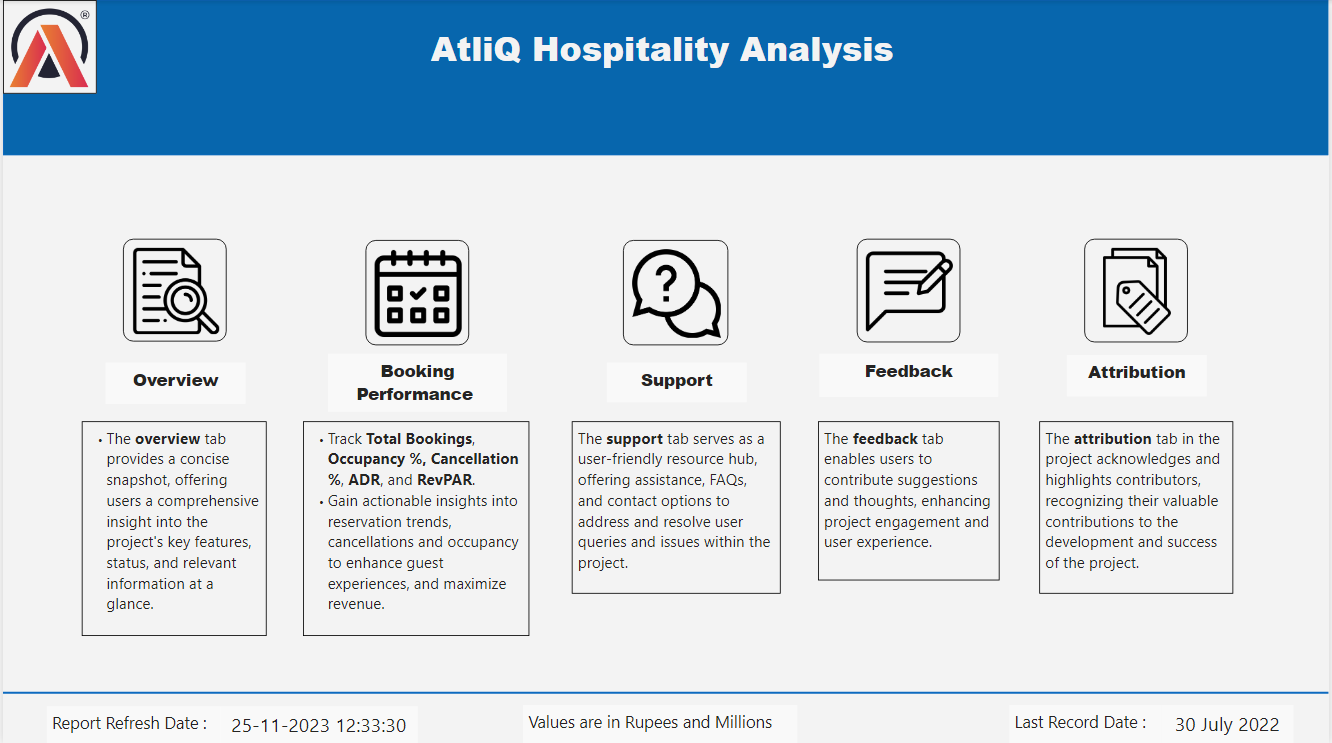 ®
AtliQ Hospitality Analysis
?
Overview
Booking
Performance
Support
Feedback
Attribution
• The overview tab
provides a concise
snapshot, offering
users a comprehensive
insight into the
project's key features,
status, and relevant
information at a
glance.
• Track Total Bookings,
Occupancy %, Cancellation
%, ADR, and RevPAR.
• Gain actionable insights into
reservation trends,
cancellations and occupancy
to enhance guest
experiences, and maximize
revenue.
The support tab serves as a
user-friendly resource hub,
offering assistance, FAQs,
and contact options to
address and resolve user
queries and issues within the
project.
The feedback tab
enables users to
contribute suggestions
and thoughts, enhancing
project engagement and
user experience.
The attribution tab in the
project acknowledges and
highlights contributors,
recognizing their valuable
contributions to the
development and success
of the project.
Report Refresh Date : 25-11-2023 12:33:30
Values are in Rupees and Millions
Last Record Date : 30 July 2022